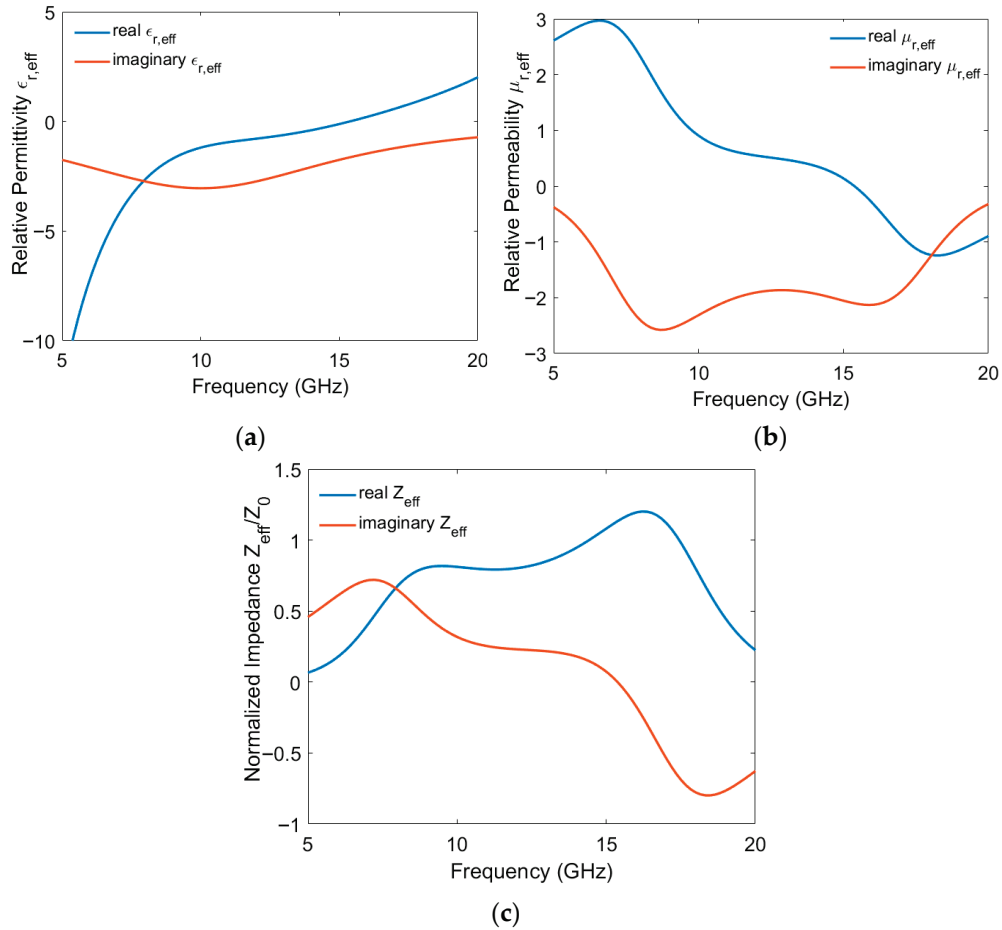 real ϵr,eff
imaginary ϵr,eff
Relative Permittivity ϵr,eff
0
−5
−10
5
10
15
20
Frequency (GHz)
(a)
real μr,eff
imaginary μr,eff
Relative Permeability μr,eff
3
2
1
0
−1
−2
−3
5
10
15
20
Frequency (GHz)
(b)
real Zeff
imaginary Zeff
Normalized Impedance Zeff/Z0
1.5
1
0.5
0
−0.5
−1
5
10
15
20
Frequency (GHz)
(c)